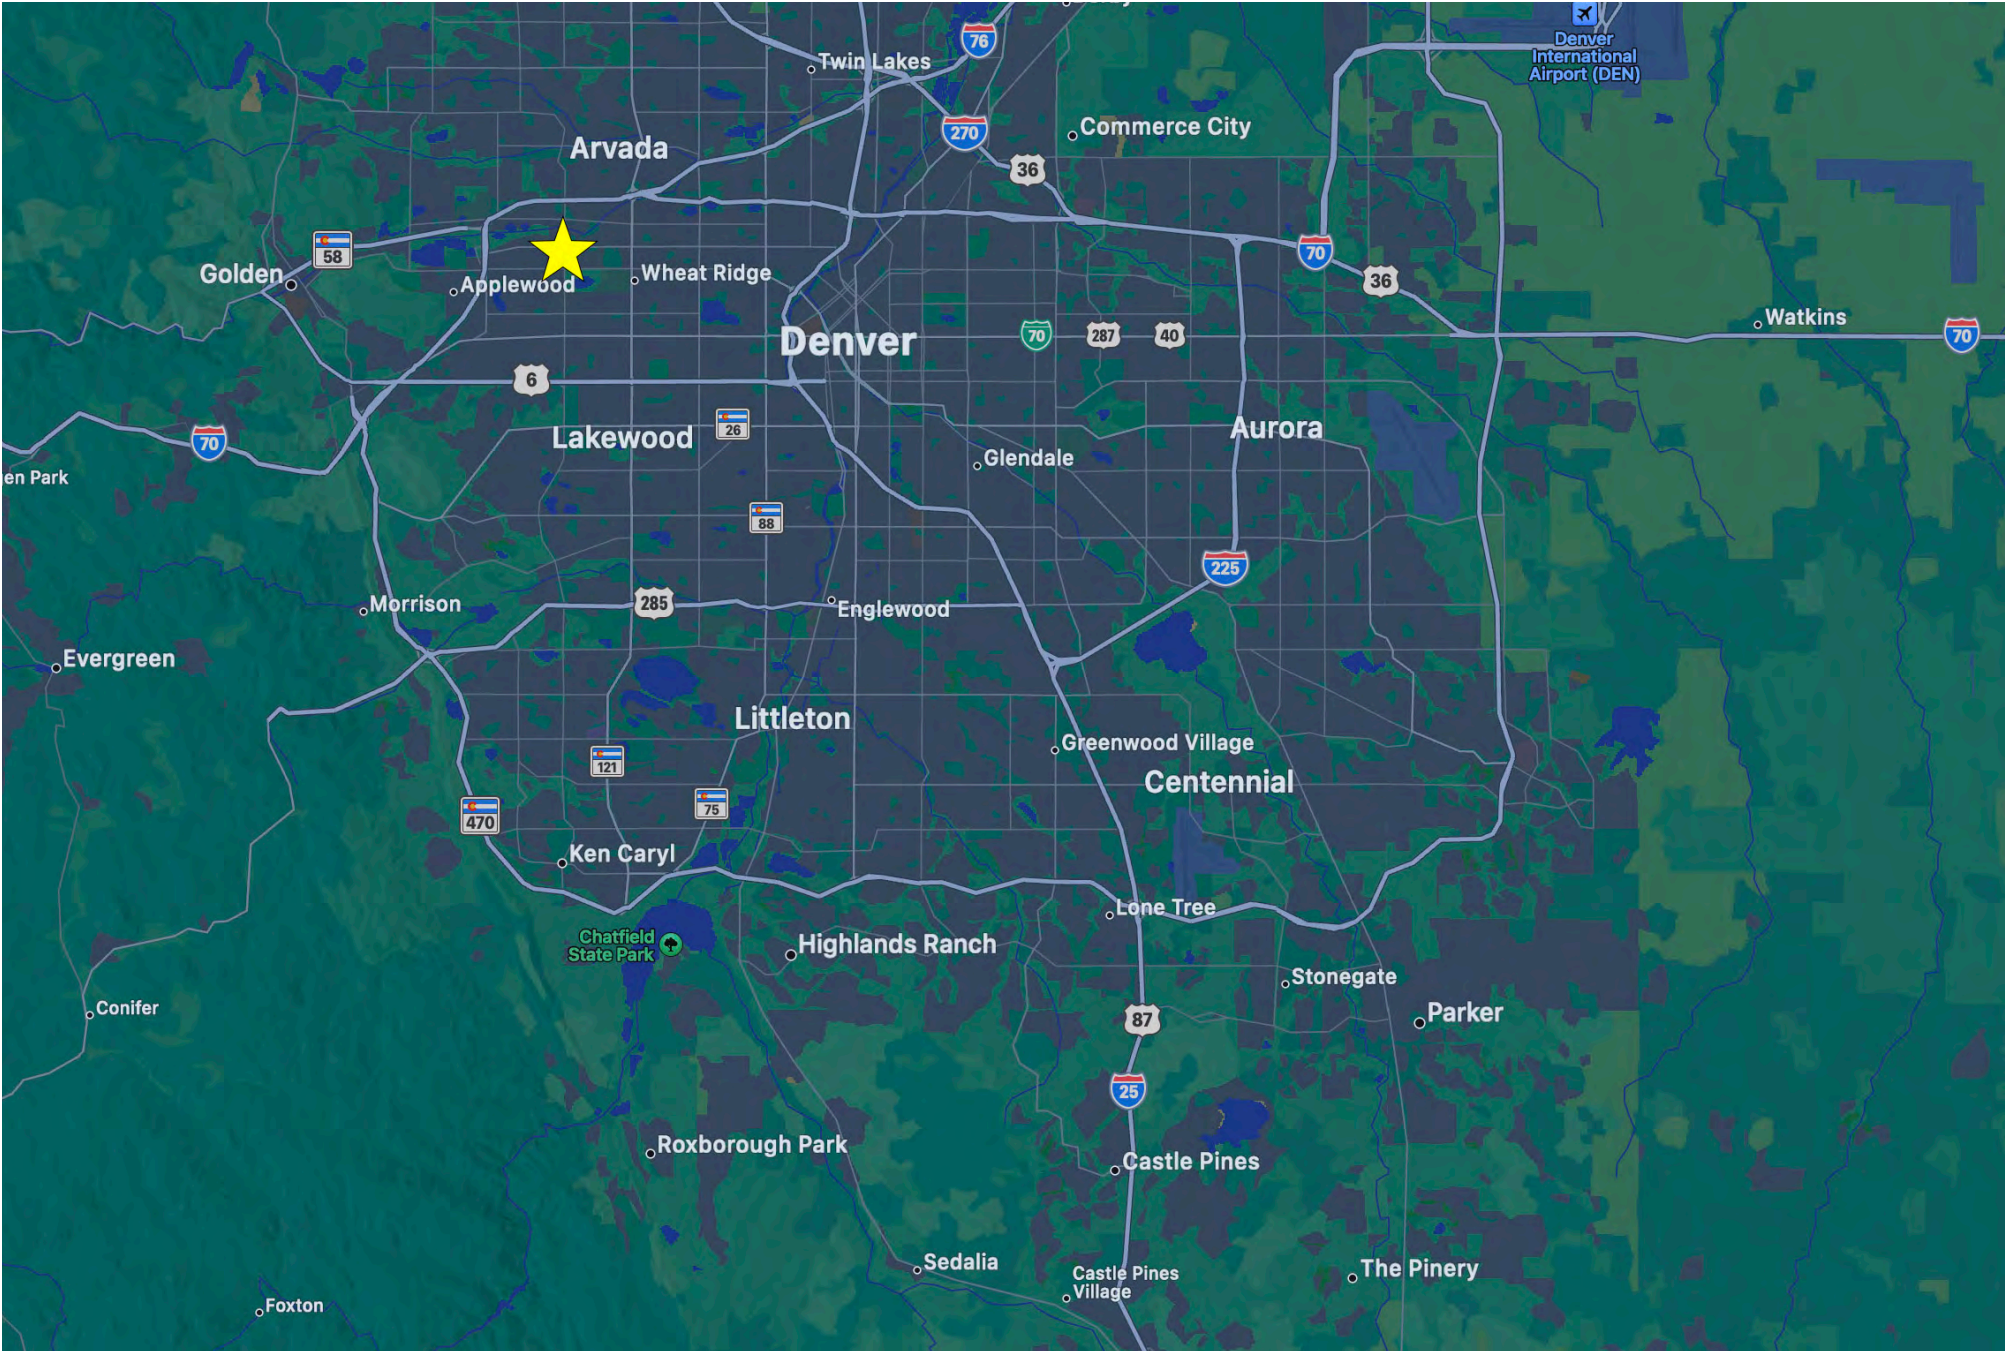 76
Twin Lakes
Denver
International
Airport (DEN)
270
Commerce City
Arvada
36
58
Golden
Applewood
Wheat Ridge
70
36
Watkins
Denver
70
287
40
70
6
Lakewood
26
Aurora
70
Glendale
en Park
88
225
Morrison
285
Englewood
Evergreen
Littleton
Greenwood Village
121
Centennial
75
470
Ken Caryl
Lone Tree
Chatfield
State Park
Highlands Ranch
Stonegate
Conifer
87
Parker
25
Roxborough Park
Castle Pines
Sedalia
Castle Pines
Village
The Pinery
Foxton